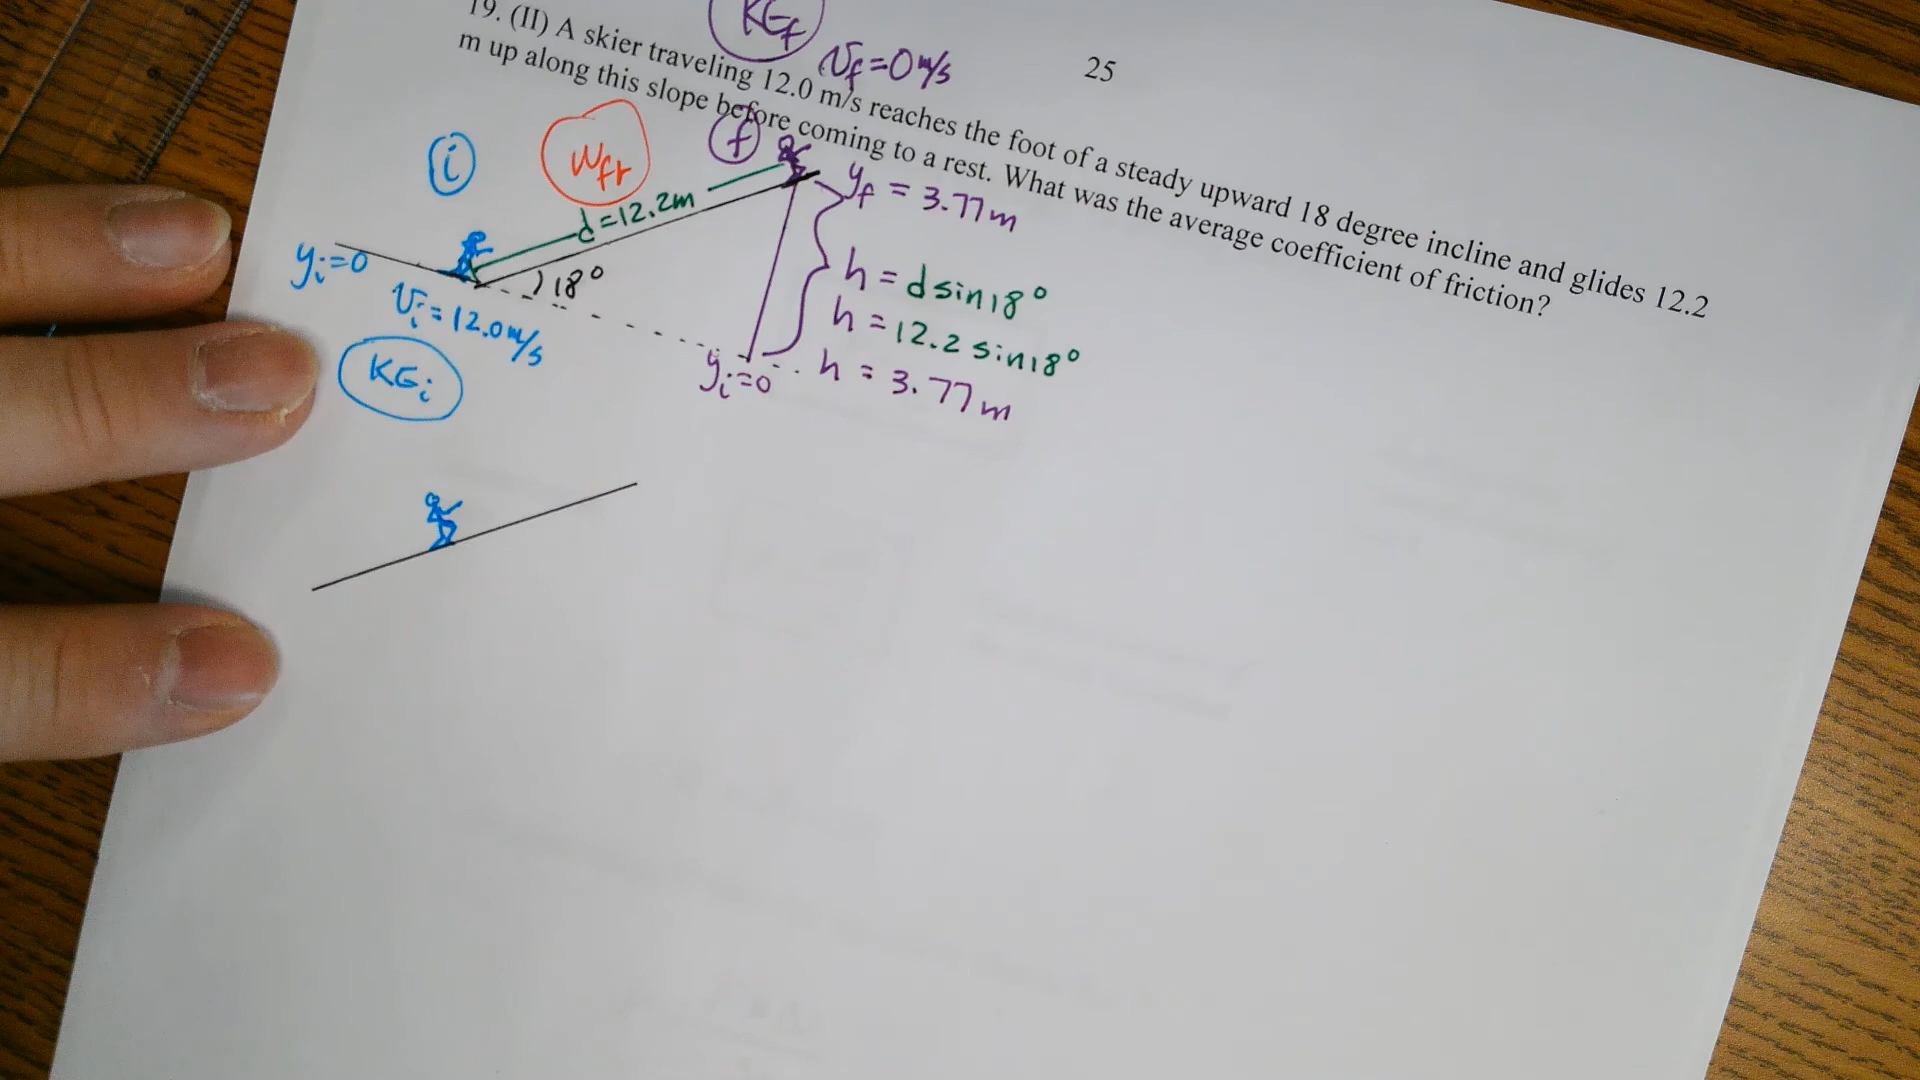 KGf
vf = 0 m/s
25
19. (II) A skier traveling 12.0 m/s reaches the foot of a steady upward 18 degree incline and glides 12.2
m up along this slope before coming to a rest. What was the average coefficient of friction?
i
Wfr
f
d = 12.2m
yf = 3.77m
yi = 0
18°
vi = 12.0 m/s
KGi
h = d sin18°
h = 12.2 sin18°
yi = 0
h = 3.77m